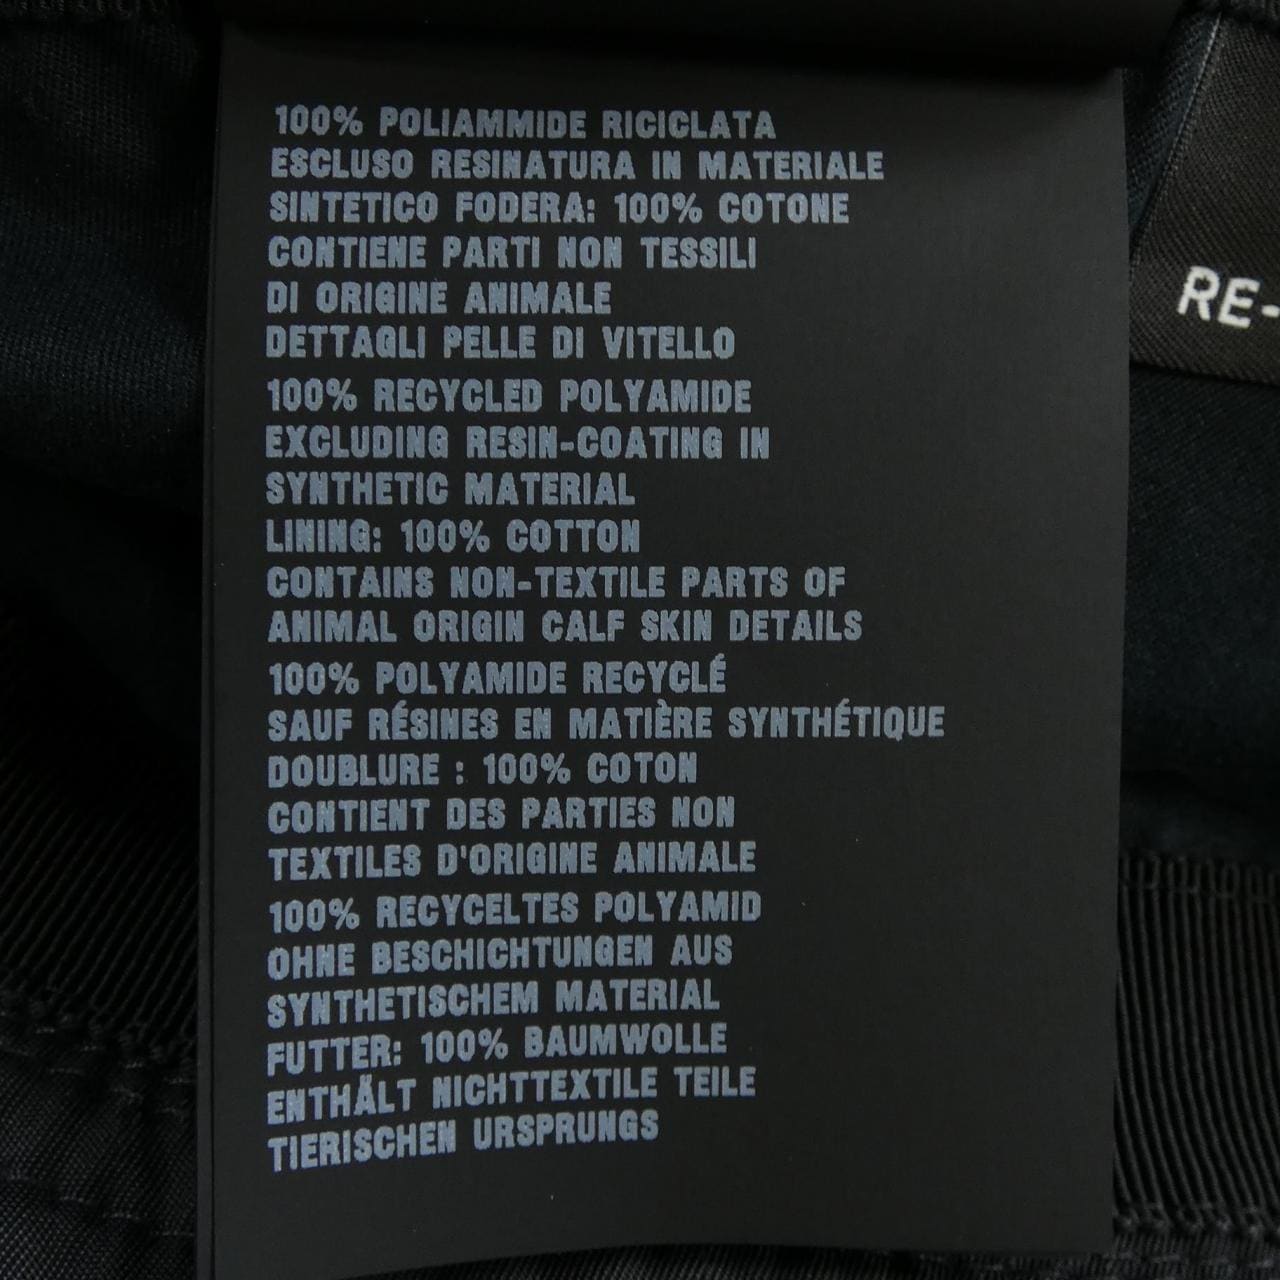 100% POLIAMMIDE RICICLATA
ESCLUSO RESINATURA IN MATERIALE
SINTETICO FODERA: 100% COTONE
CONTIENE PARTI NON TESSILI
DI ORIGINE ANIMALE
DETTAGLI PELLE DI VITELLO
100% RECYCLED POLYAMIDE
EXCLUDING RESIN-COATING IN
SYNTHETIC MATERIAL
LINING: 100% COTTON
CONTAINS NON-TEXTILE PARTS OF
ANIMAL ORIGIN CALF SKIN DETAILS
100% POLYAMIDE RECYCLÉ
SAUF RÉSINES EN MATIÈRE SYNTHÉTIQUE
DOUBLURE : 100% COTON
CONTIENT DES PARTIES NON
TEXTILES D'ORIGINE ANIMALE
100% RECYCELTES POLYAMID
OHNE BESCHICHTUNGEN AUS
SYNTHETISCHEM MATERIAL
FUTTER: 100% BAUMWOLLE
ENTHÄLT NICHTTEXTILE TEILE
TIERISCHEN URSPRUNGS
RE-